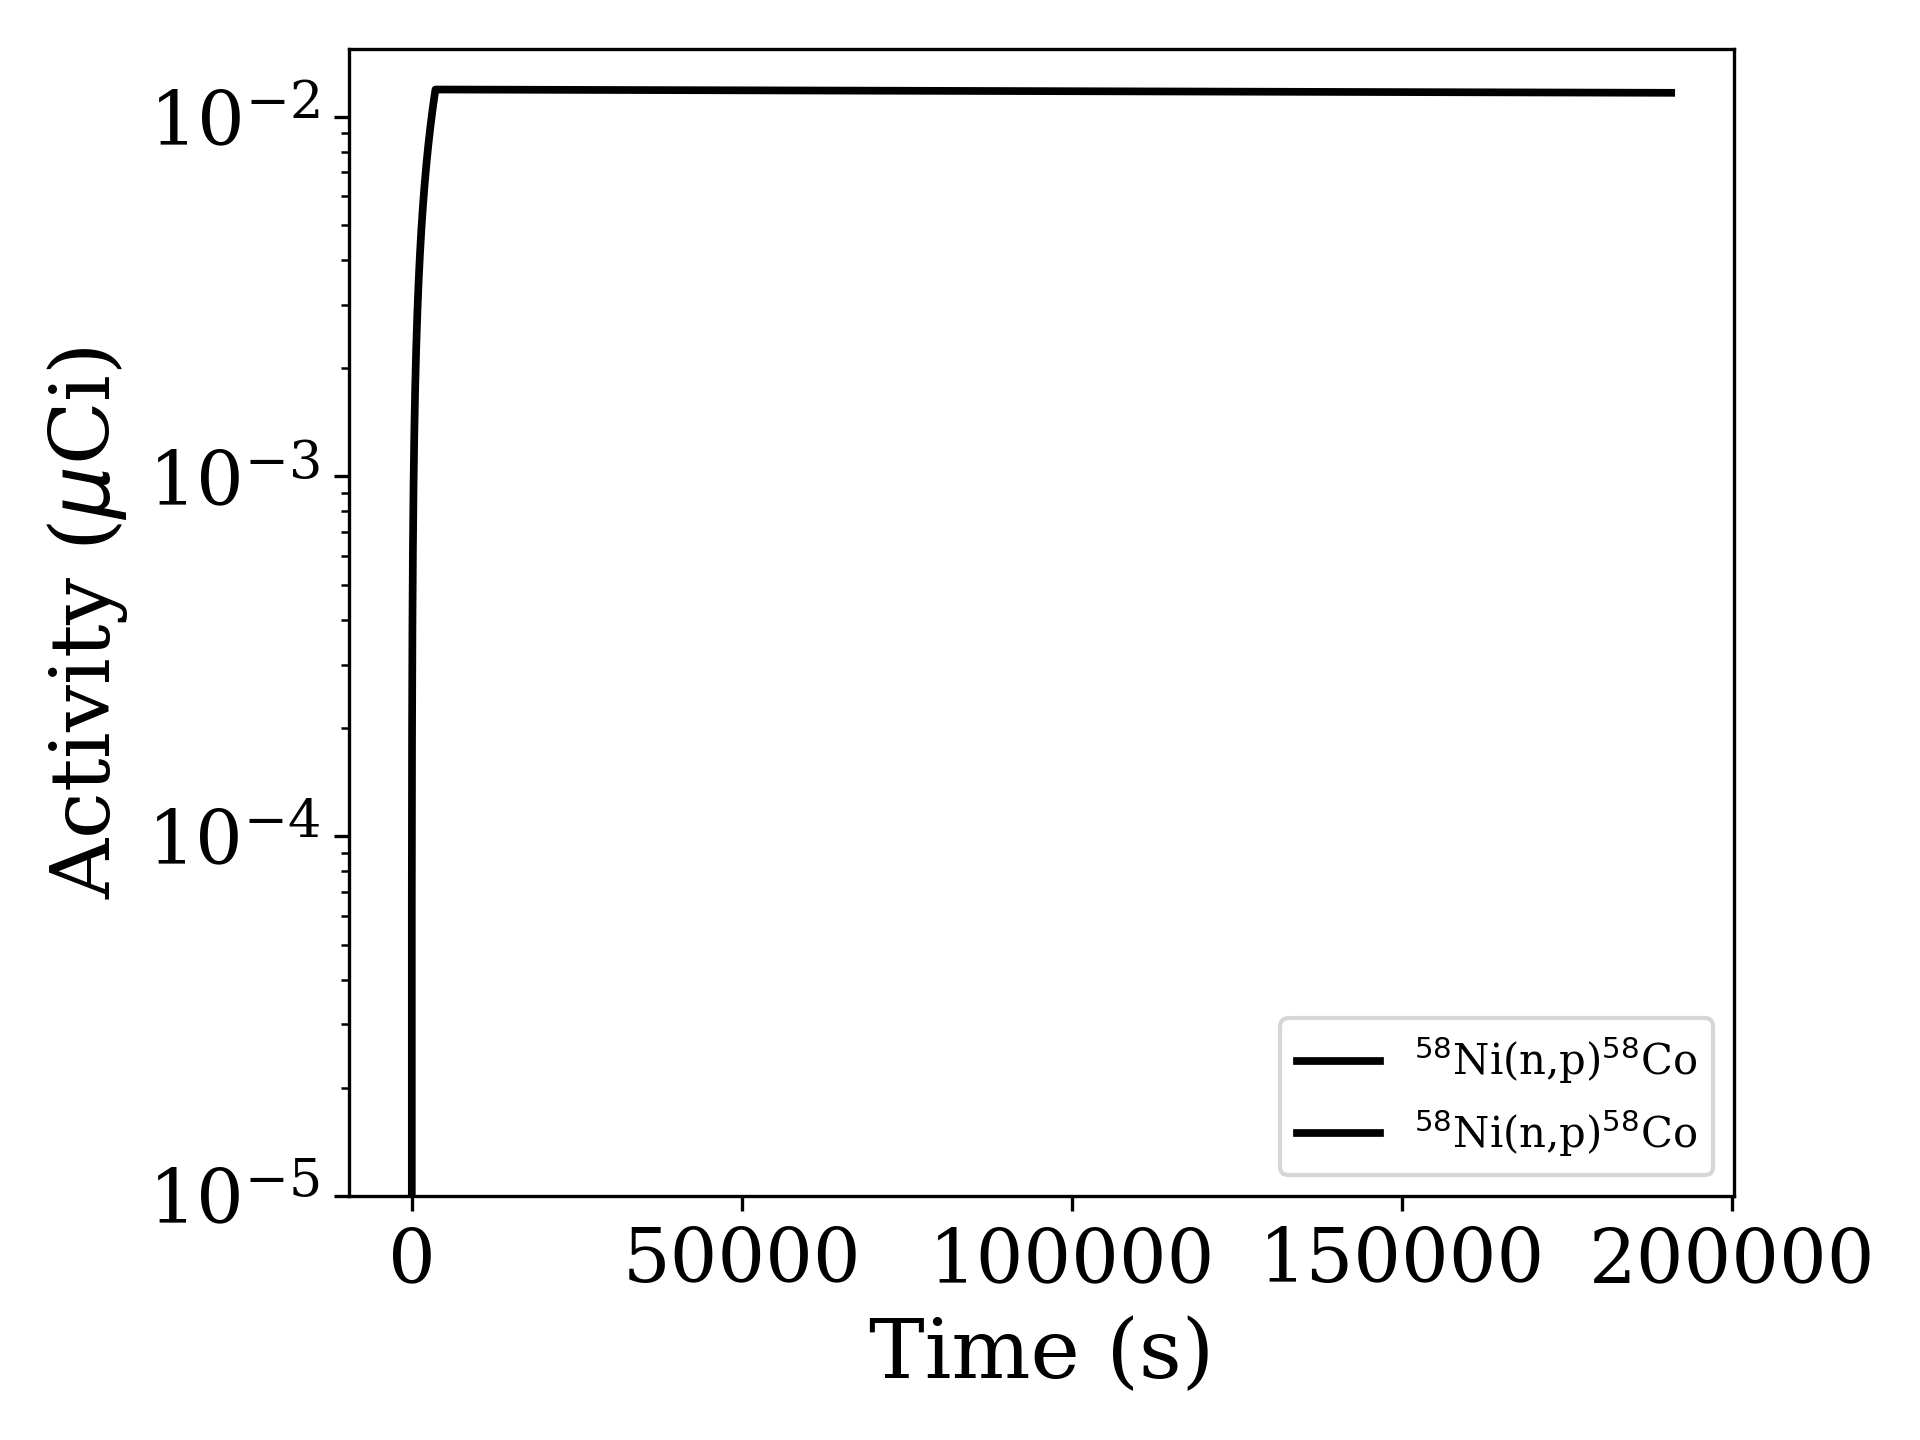 10⁻²
10⁻³
10⁻⁴
10⁻⁵
Activity (μCi)
⁵⁸Ni(n,p)⁵⁸Co
⁵⁸Ni(n,p)⁵⁸Co
0 50000 100000 150000 200000
Time (s)